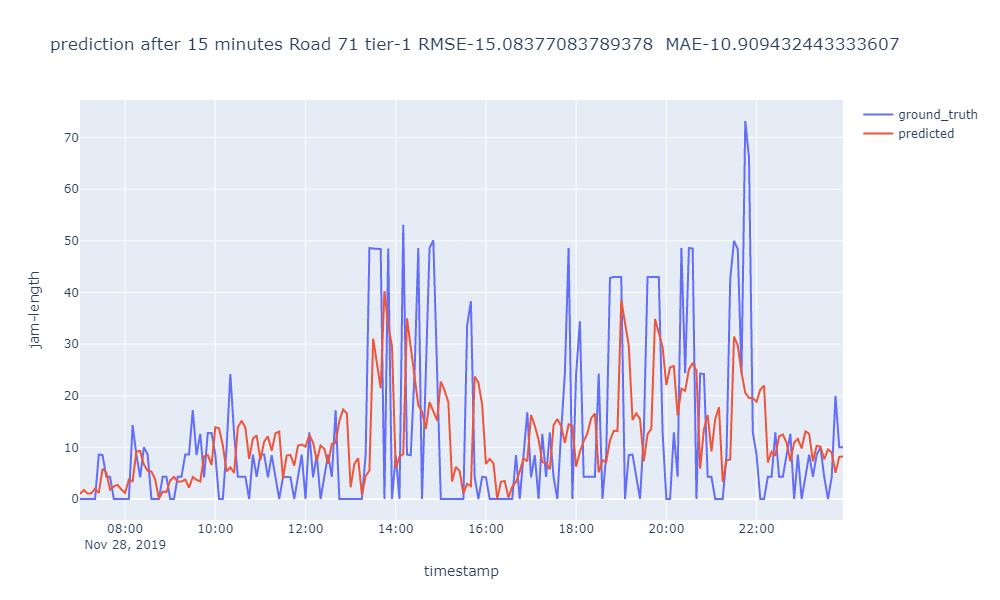 prediction after 15 minutes Road 71 tier-1 RMSE-15.08377083789378  MAE-10.909432443333607
ground_truth
predicted
70
60
50
40
30
20
10
0
jam-length
08:00 10:00 12:00 14:00 16:00 18:00 20:00 22:00
Nov 28, 2019
timestamp